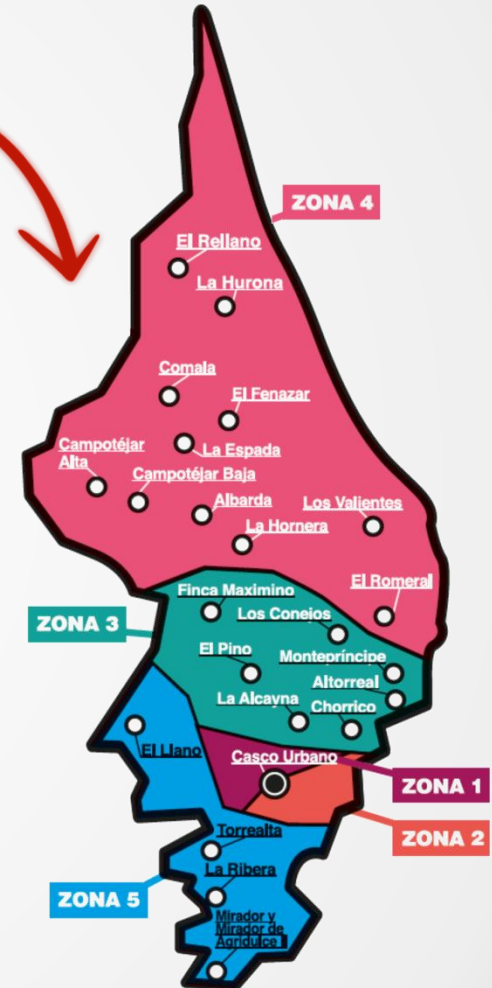 ZONA 4
El Rellano
La Hurona
Comala
El Fenazar
Campotéjar
Alta
La Espada
Campotéjar Baja
Albarda
Los Valientes
La Hornera
El Romeral
Finca Maximino
Los Conejos
ZONA 3
El Pino
Montepríncipe
Altorreal
La Alcayna
Chorrico
El Llano
Casco Urbano
ZONA 1
ZONA 2
Torrealta
La Ribera
ZONA 5
Mirador y
Mirador de
Agridulce